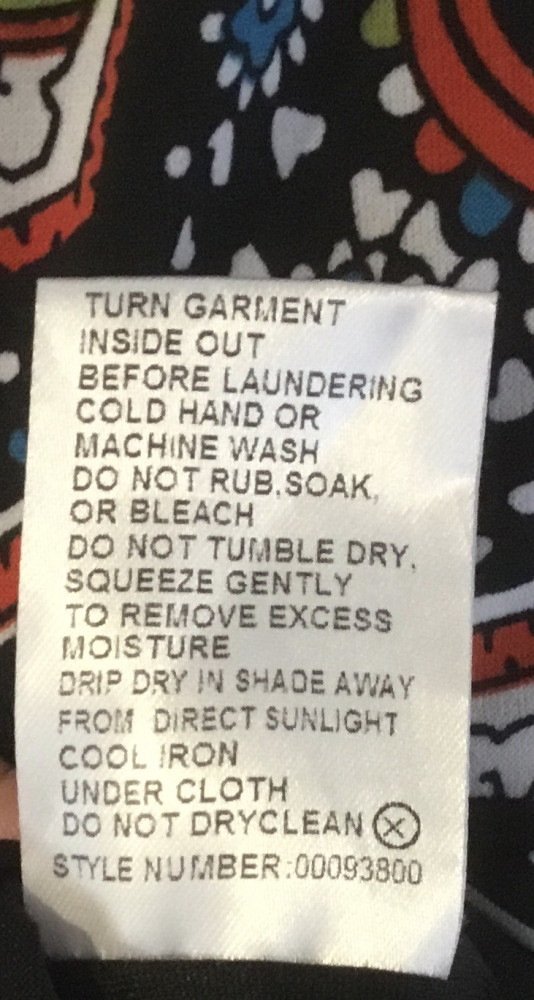 TURN GARMENT
INSIDE OUT
BEFORE LAUNDERING
COLD HAND OR
MACHINE WASH
DO NOT RUB,SOAK,
OR BLEACH
DO NOT TUMBLE DRY,
SQUEEZE GENTLY
TO REMOVE EXCESS
MOISTURE
DRIP DRY IN SHADE AWAY
FROM DIRECT SUNLIGHT
COOL IRON
UNDER CLOTH
DO NOT DRYCLEAN
STYLE NUMBER:00093800